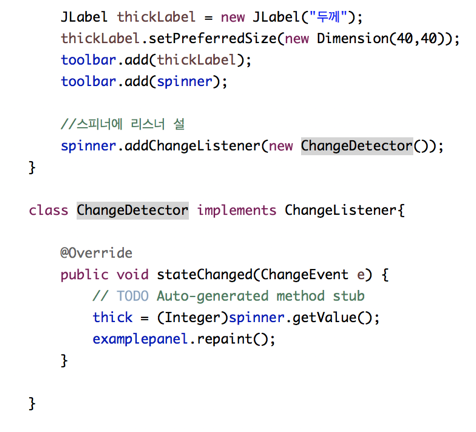 JLabel thickLabel = new JLabel("두께");
thickLabel.setPreferredSize(new Dimension(40,40));
toolbar.add(thickLabel);
toolbar.add(spinner);
//스피너에 리스너 설
spinner.addChangeListener(new ChangeDetector());
}
class ChangeDetector implements ChangeListener{
@Override
public void stateChanged(ChangeEvent e) {
// TODO Auto-generated method stub
thick = (Integer)spinner.getValue();
examplepanel.repaint();
}
}